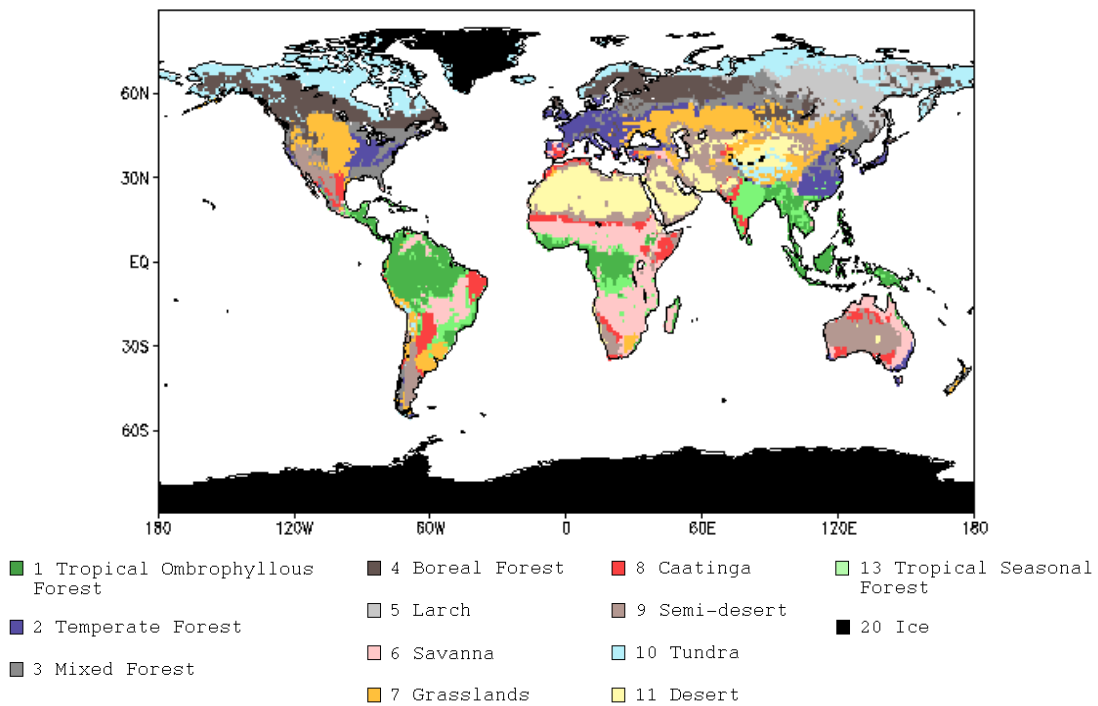 60N
30N
EQ
30S
60S
180 120W 60W 0 60E 120E 180
1 Tropical Ombrophyllous
Forest
2 Temperate Forest
3 Mixed Forest
4 Boreal Forest
5 Larch
6 Savanna
7 Grasslands
8 Caatinga
9 Semi-desert
10 Tundra
11 Desert
13 Tropical Seasonal
Forest
20 Ice